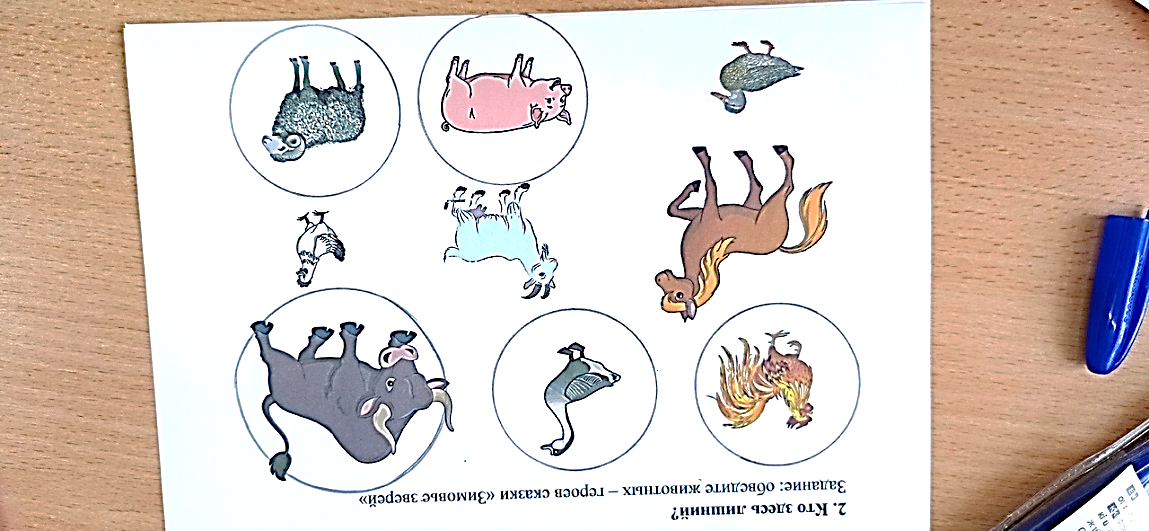 2. Кто здесь лишний?
Задание: обведите животных – героев сказки «Зимовье зверей»